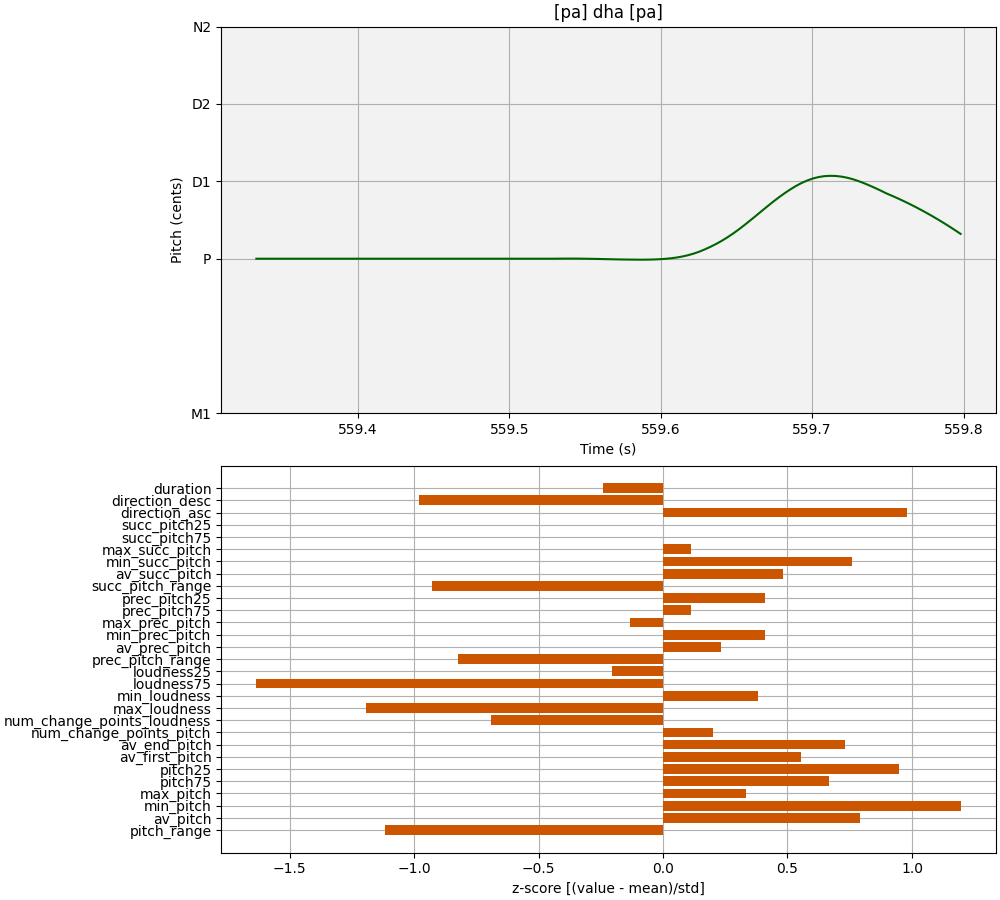 [pa] dha [pa]
N2
D2
D1
P
M1
Pitch (cents)
559.4 559.5 559.6 559.7 559.8
Time (s)
duration
direction_desc
direction_asc
succ_pitch25
succ_pitch75
max_succ_pitch
min_succ_pitch
av_succ_pitch
succ_pitch_range
prec_pitch25
prec_pitch75
max_prec_pitch
min_prec_pitch
av_prec_pitch
prec_pitch_range
loudness25
loudness75
min_loudness
max_loudness
num_change_points_loudness
num_change_points_pitch
av_end_pitch
av_first_pitch
pitch25
pitch75
max_pitch
min_pitch
av_pitch
pitch_range
−1.5 −1.0 −0.5 0.0 0.5 1.0
z-score [(value - mean)/std]